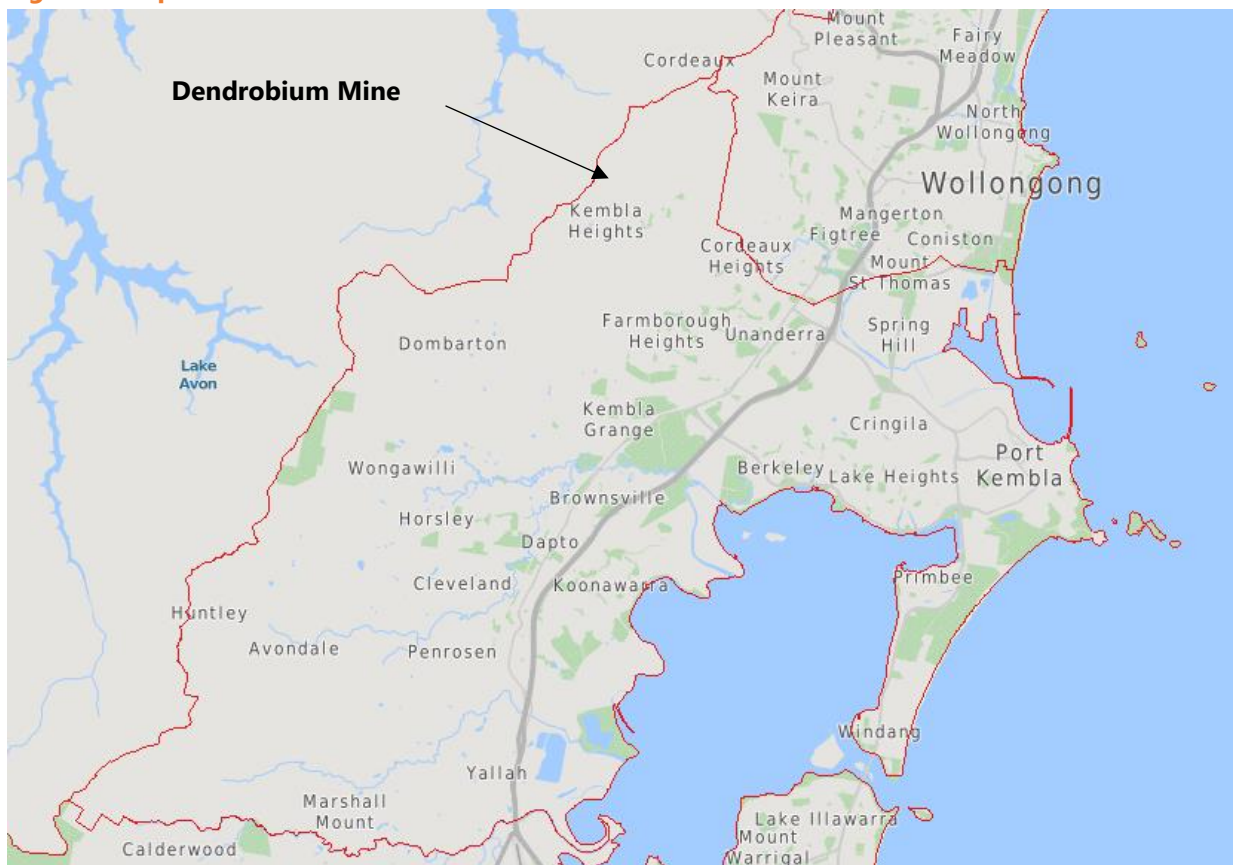 Mount
Pleasant
Fairy
Meadow
Cordeaux
Mount
Keira
Dendrobium Mine
North
Wollongong
Wollongong
Kembla
Heights
Mangerton
Figtree
Coniston
Cordeaux
Heights
Mount
St Thomas
Farmborough
Heights
Unanderra
Spring
Hill
Dombarton
Lake
Avon
Kembla
Grange
Cringila
Port
Kembla
Wongawilli
Berkeley
Lake Heights
Brownsville
Horsley
Dapto
Cleveland
Koonawarra
Primbee
Huntley
Avondale
Penrosen
Windang
Yallah
Marshall
Mount
Lake Illawarra
Calderwood
Mount
Warrigal